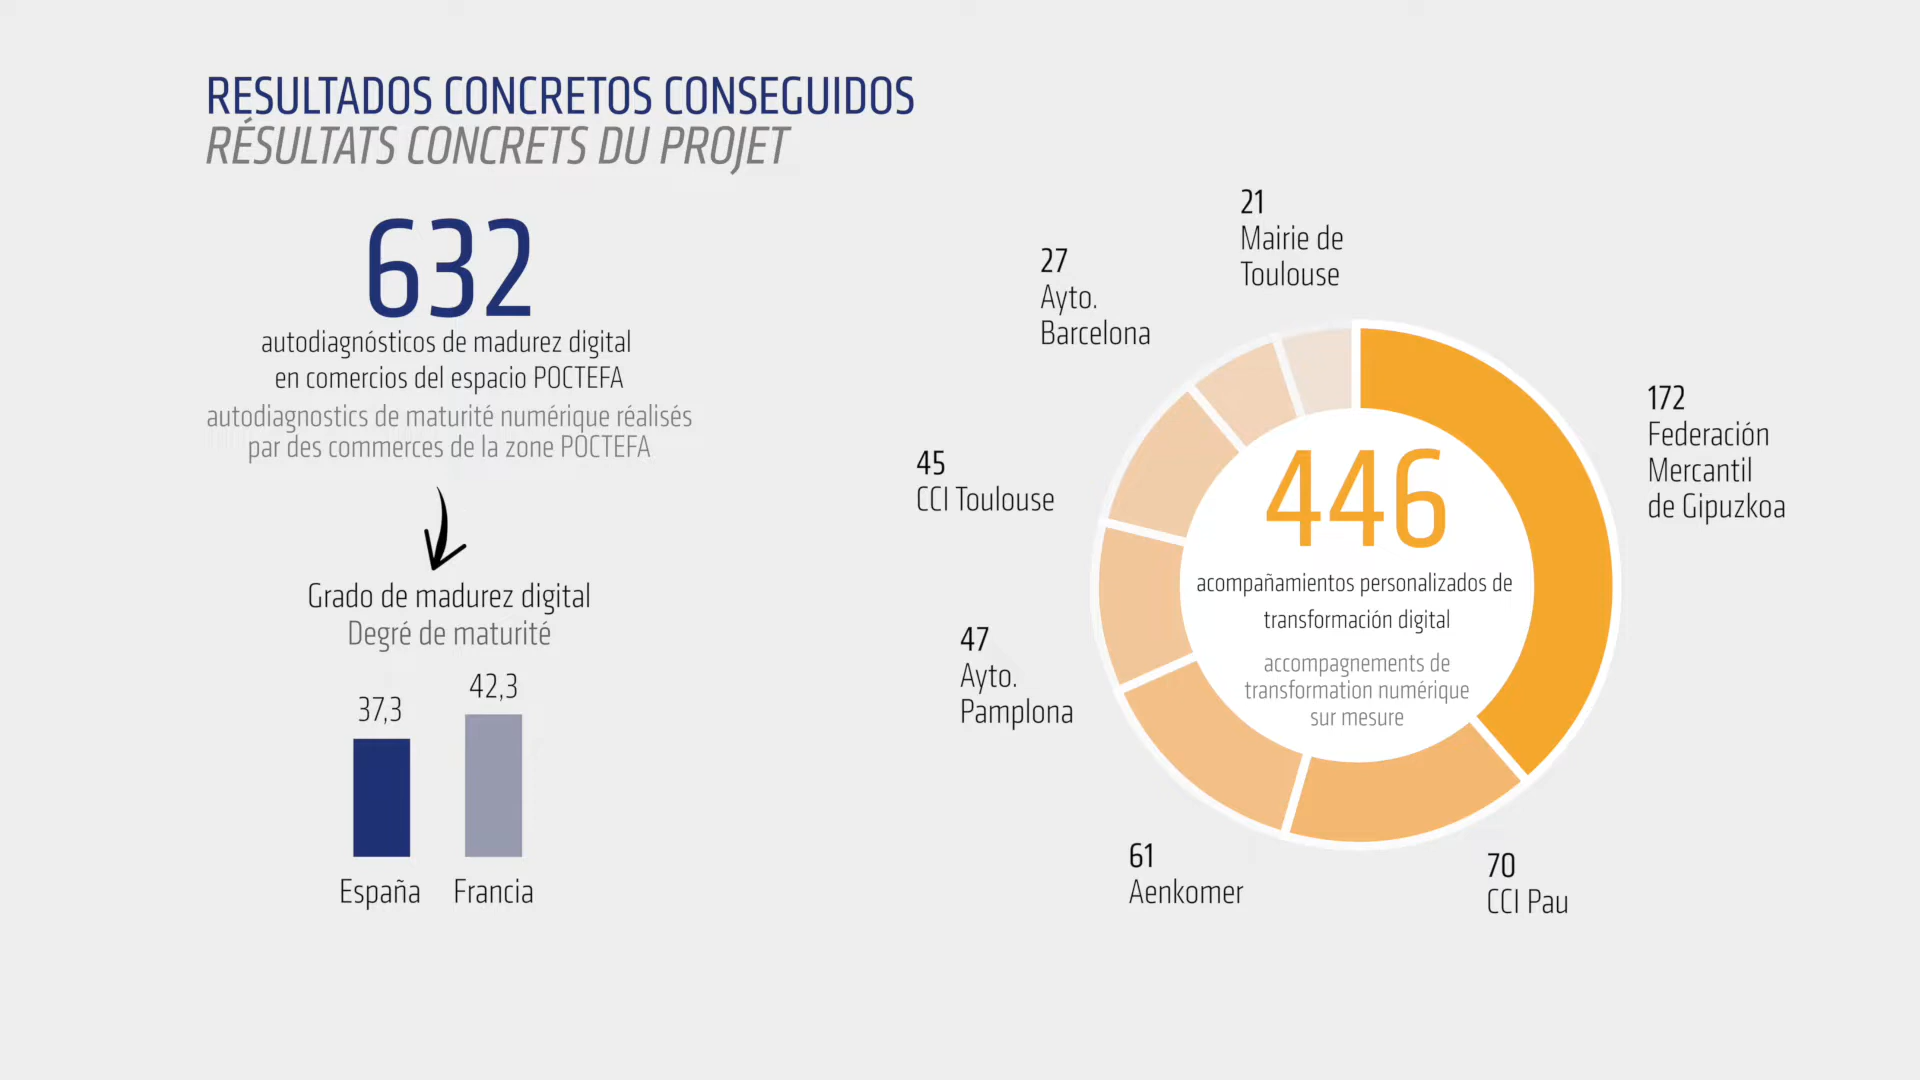 RESULTADOS CONCRETOS CONSEGUIDOS
RÉSULTATS CONCRETS DU PROJET
632
autodiagnósticos de madurez digital
en comercios del espacio POCTEFA
autodiagnostics de maturité numérique réalisés
par des commerces de la zone POCTEFA
Grado de madurez digital
Degré de maturité
37,3
42,3
España
Francia
21
Mairie de
Toulouse
27
Ayto.
Barcelona
172
Federación
Mercantil
de Gipuzkoa
45
CCI Toulouse
446
acompañamientos personalizados de
transformación digital
accompagnements de
transformation numérique
sur mesure
47
Ayto.
Pamplona
61
Aenkomer
70
CCI Pau